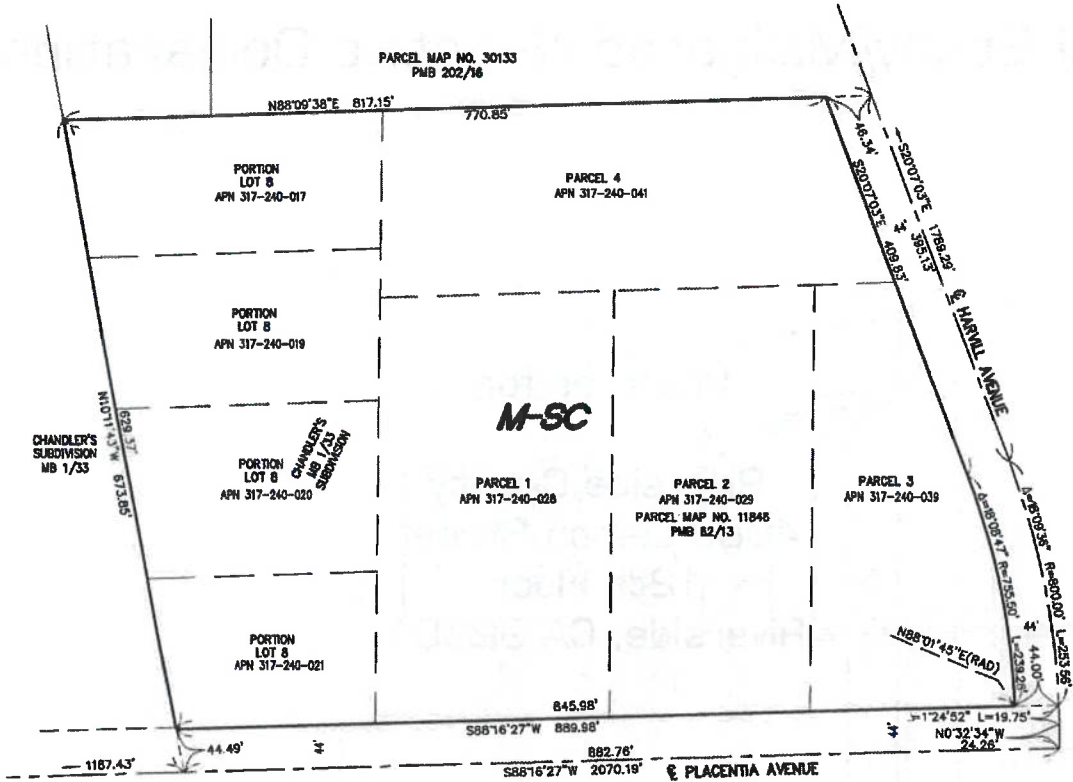 PARCEL MAP NO. 30133
PMB 202/16
N88°09'38"E 817.15'
770.85'
46.34'
S20°07'03"E 409.83'
S20°07'03"E 1789.29'
395.13'
44'
℄ HARVILL AVENUE
PORTION
LOT 8
APN 317-240-017
PARCEL 4
APN 317-240-041
PORTION
LOT 8
APN 317-240-019
M-SC
CHANDLER'S
SUBDIVISION
MB 1/33
629.37'
N10°11'43"W 673.85'
PORTION
LOT 8
APN 317-240-020
CHANDLER'S
MB 1/33
SUBDIVISION
PARCEL 1
APN 317-240-028
PARCEL 2
APN 317-240-029
PARCEL MAP NO. 11848
PMB 82/13
PARCEL 3
APN 317-240-039
Δ=18°08'47" R=755.50' L=239.28'
Δ=18°09'36" R=800.00' L=253.56'
44'
44.00'
N88°01'45"E(RAD)
PORTION
LOT 8
APN 317-240-021
845.98'
S88°16'27"W 889.98'
Δ=1°24'52" L=19.75'
N0°32'34"W
24.26'
44.49'
44'
44'
1187.43'
882.76'
S88°16'27"W 2070.19'
℄ PLACENTIA AVENUE